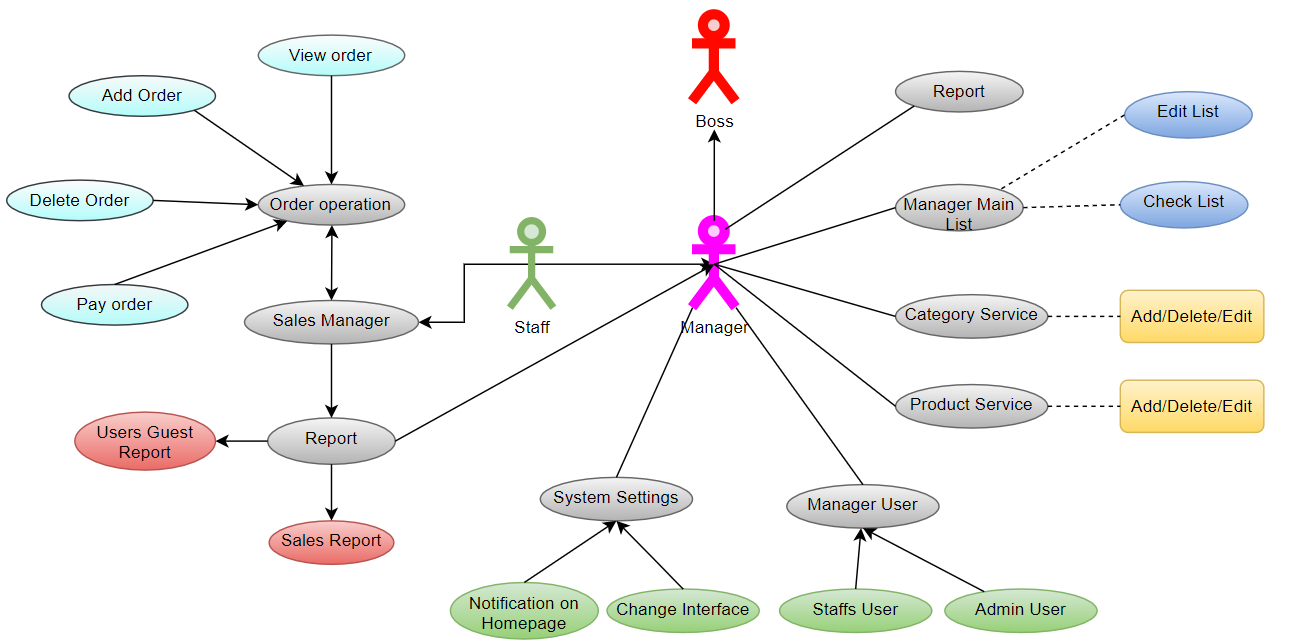 View order
Add Order
Boss
Report
Edit List
Delete Order
Order operation
Manager Main
List
Check List
Pay order
Sales Manager
Staff
Manager
Category Service
Add/Delete/Edit
Product Service
Add/Delete/Edit
Users Guest
Report
Report
System Settings
Manager User
Sales Report
Notification on
Homepage
Change Interface
Staffs User
Admin User